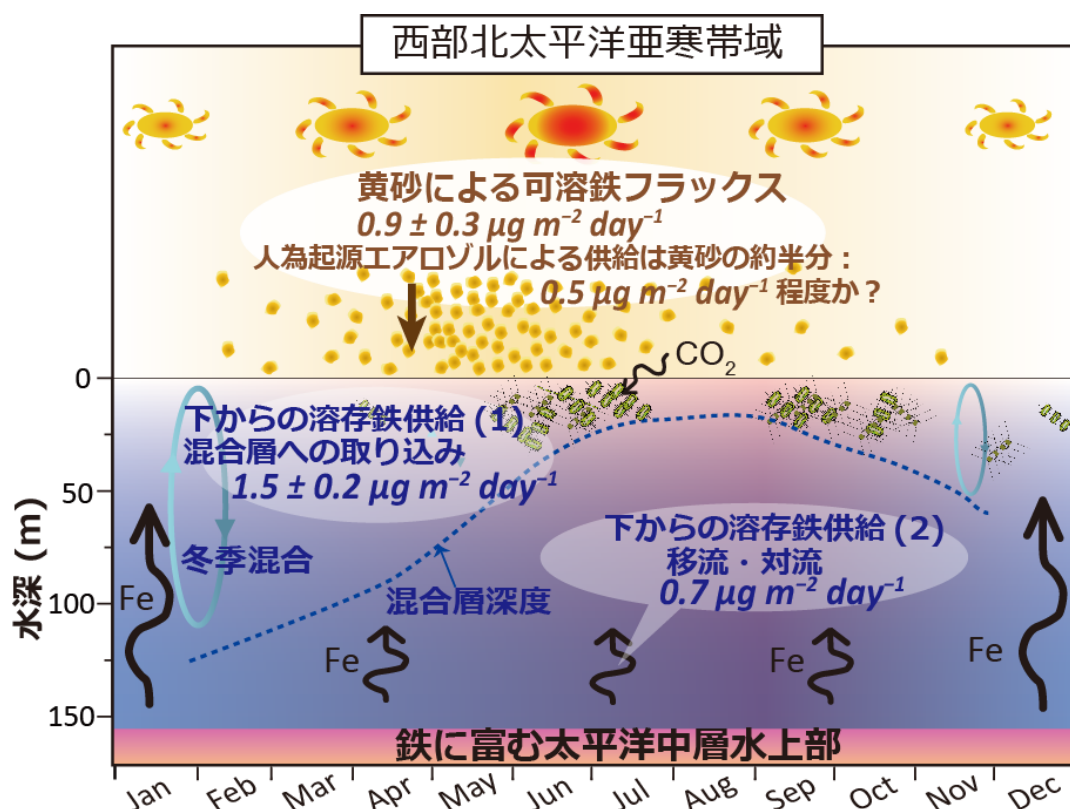 西部北太平洋亜寒帯域
黄砂による可溶鉄フラックス
0.9 ± 0.3 μg m⁻² day⁻¹
人為起源エアロゾルによる供給は黄砂の約半分：
0.5 μg m⁻² day⁻¹ 程度か？
CO₂
0
下からの溶存鉄供給 (1)
混合層への取り込み
1.5 ± 0.2 μg m⁻² day⁻¹
50
下からの溶存鉄供給 (2)
移流・対流
0.7 μg m⁻² day⁻¹
冬季混合
混合層深度
水深 (m)
100
Fe
Fe
Fe
Fe
150
鉄に富む太平洋中層水上部
Jan Feb Mar Apr May Jun Jul Aug Sep Oct Nov Dec